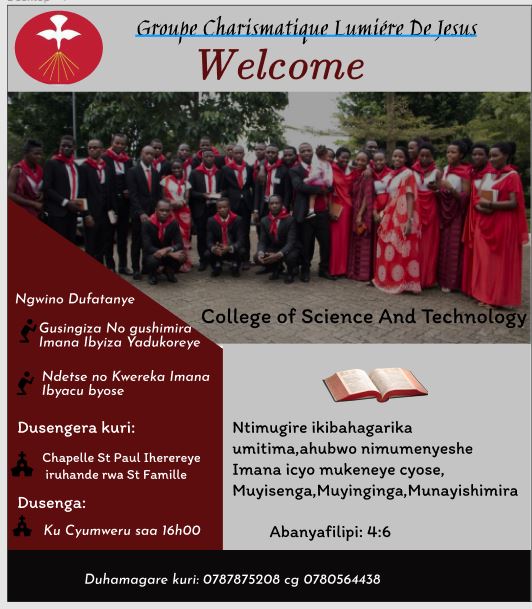 Groupe Charismatique Lumiére De Jesus
Welcome
College of Science And Technology
Ngwino Dufatanye
Gusingiza No gushimira
Imana Ibyiza Yadukoreye
Ndetse no Kwereka Imana
Ibyacu byose
Dusengera kuri:
Chapelle St Paul Iherereye
iruhande rwa St Famille
Dusenga:
Ku Cyumweru saa 16h00
Ntimugire ikibahagarika
umitima,ahubwo nimumenyeshe
Imana icyo mukeneye cyose,
Muyisenga,Muyinginga,Munayishimira
Abanyafilipi: 4:6
Duhamagare kuri: 0787875208 cg 0780564438